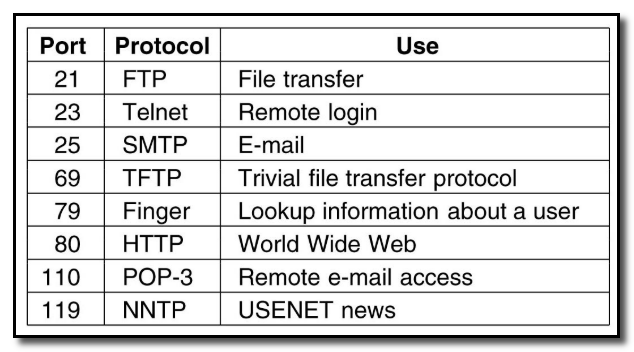 Port Protocol Use
21 FTP File transfer
23 Telnet Remote login
25 SMTP E-mail
69 TFTP Trivial file transfer protocol
79 Finger Lookup information about a user
80 HTTP World Wide Web
110 POP-3 Remote e-mail access
119 NNTP USENET news